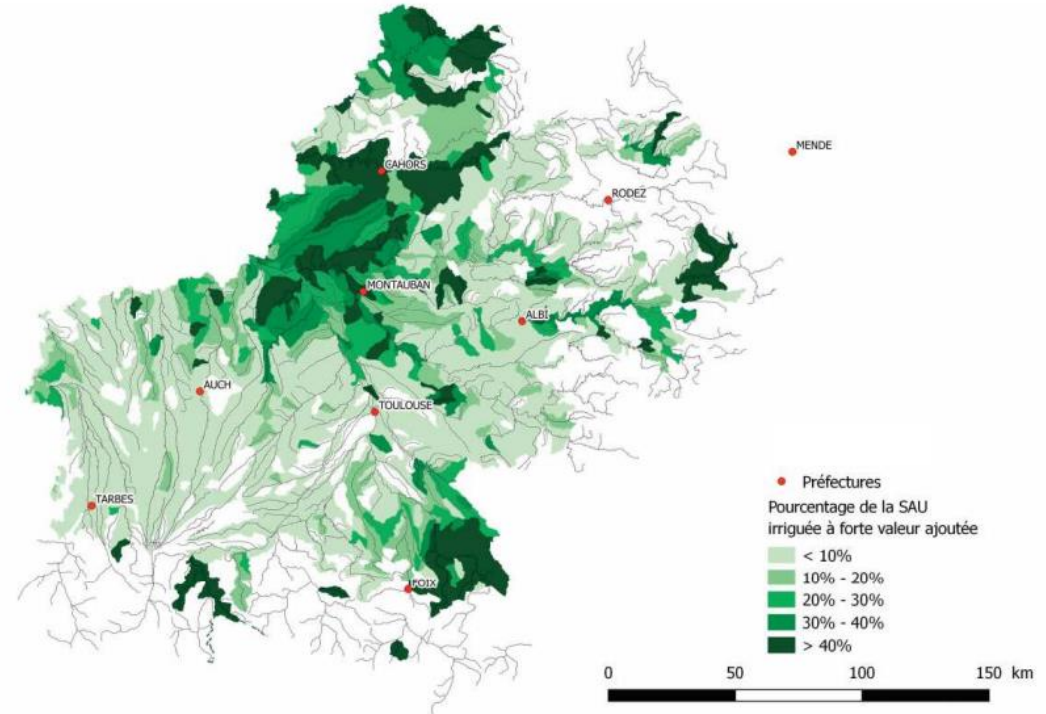 MENDE
CAHORS
RODEZ
MONTAUBAN
ALBI
AUCH
TOULOUSE
TARBES
FOIX
Préfectures
Pourcentage de la SAU
irriguée à forte valeur ajoutée
< 10%
10% - 20%
20% - 30%
30% - 40%
> 40%
0 50 100 150 km